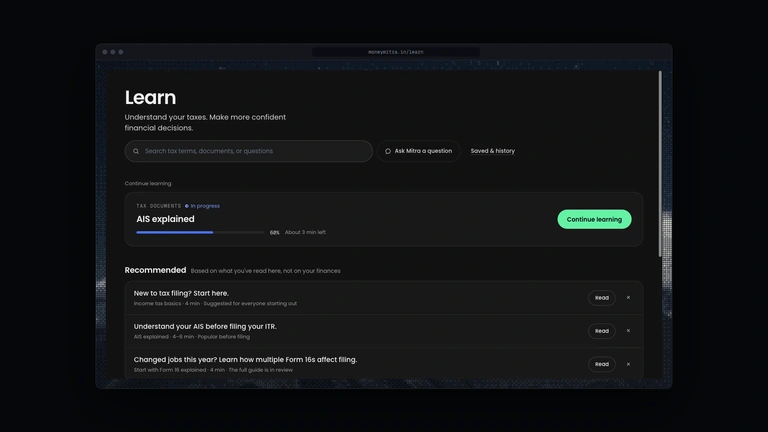 moneymitra.in/learn
Learn
Understand your taxes. Make more confident
financial decisions.
Search tax terms, documents, or questions
Ask Mitra a question
Saved & history
Continue learning
TAX DOCUMENTS In progress
AIS explained
Continue learning
60% About 3 min left
Recommended Based on what you've read here, not on your finances
New to tax filing? Start here.
Income tax basics · 4 min · Suggested for everyone starting out
Read ×
Understand your AIS before filing your ITR.
AIS explained · 4–5 min · Popular before filing
Read ×
Changed jobs this year? Learn how multiple Form 16s affect filing.
Start with Form 16 explained · 4 min · The full guide is in review
Read ×